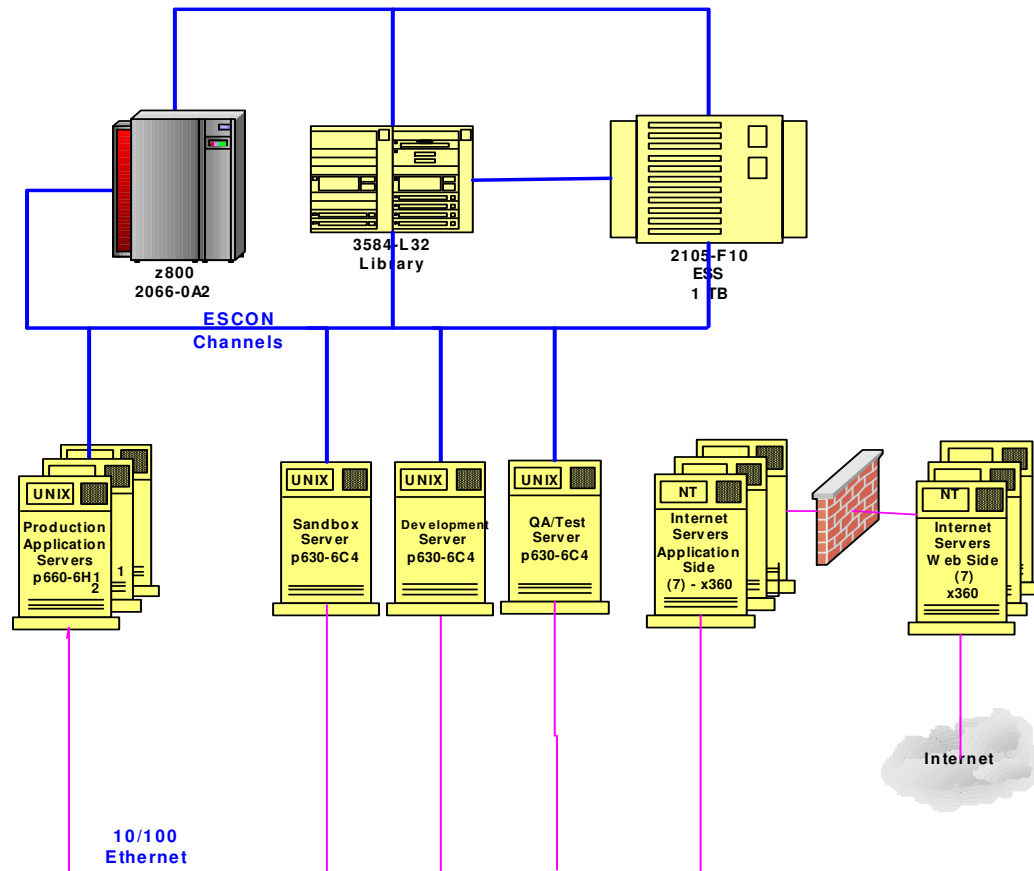 z800
2066-0A2
3584-L32
Library
2105-F10
ESS
1 TB
ESCON
Channels
UNIX
Production
Application
Servers
p660-6H1
2
1
UNIX
Sandbox
Server
p630-6C4
UNIX
Development
Server
p630-6C4
UNIX
QA/Test
Server
p630-6C4
NT
Internet
Servers
Application
Side
(7) - x360
NT
Internet
Servers
Web Side
(7)
x360
Internet
10/100
Ethernet